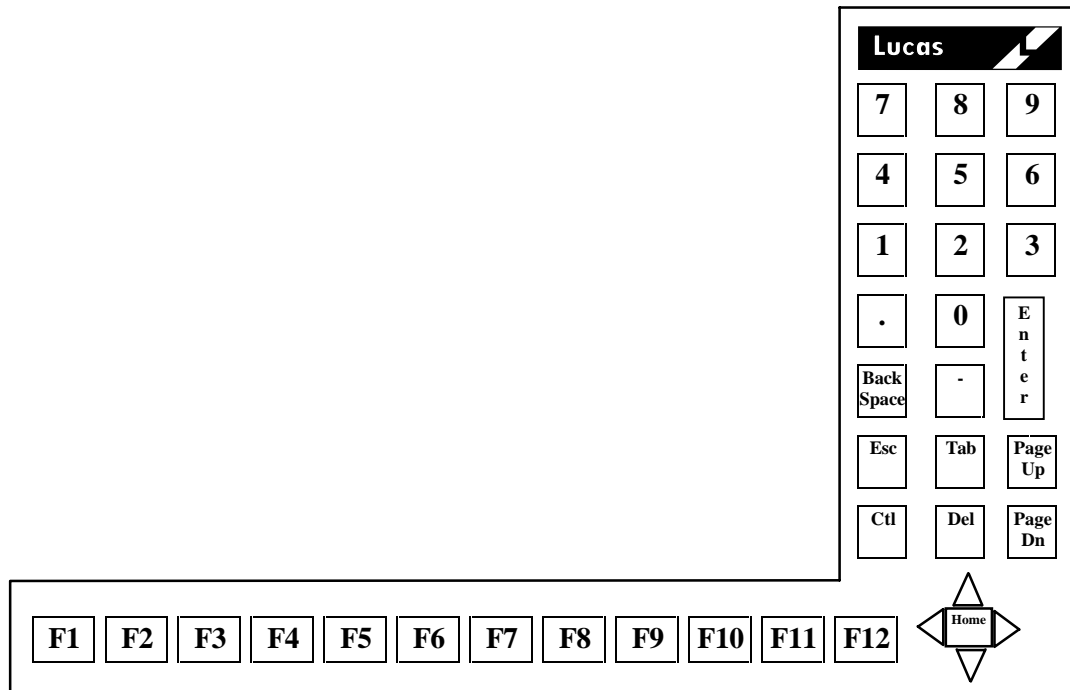 Lucas
7 8 9
4 5 6
1 2 3
. 0
Enter
Back
Space
-
Esc Tab Page
Up
Ctl Del Page
Dn
F1 F2 F3 F4 F5 F6 F7 F8 F9 F10 F11 F12
Home